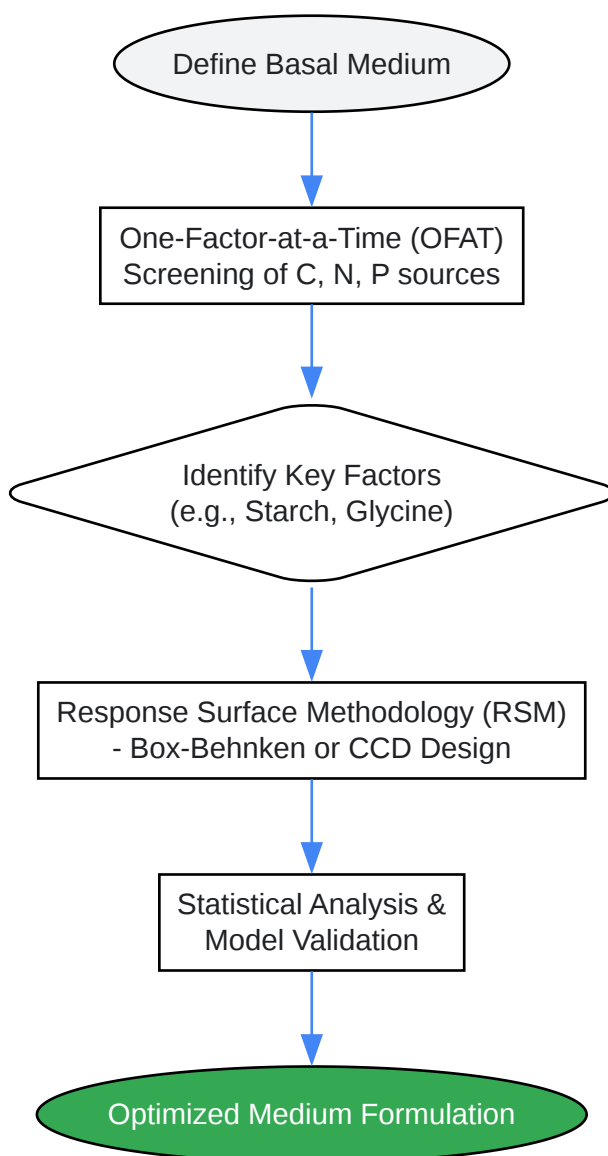 Define Basal Medium
One-Factor-at-a-Time (OFAT)
Screening of C, N, P sources
Identify Key Factors
(e.g., Starch, Glycine)
Response Surface Methodology (RSM)
- Box-Behnken or CCD Design
Statistical Analysis &
Model Validation
Optimized Medium Formulation